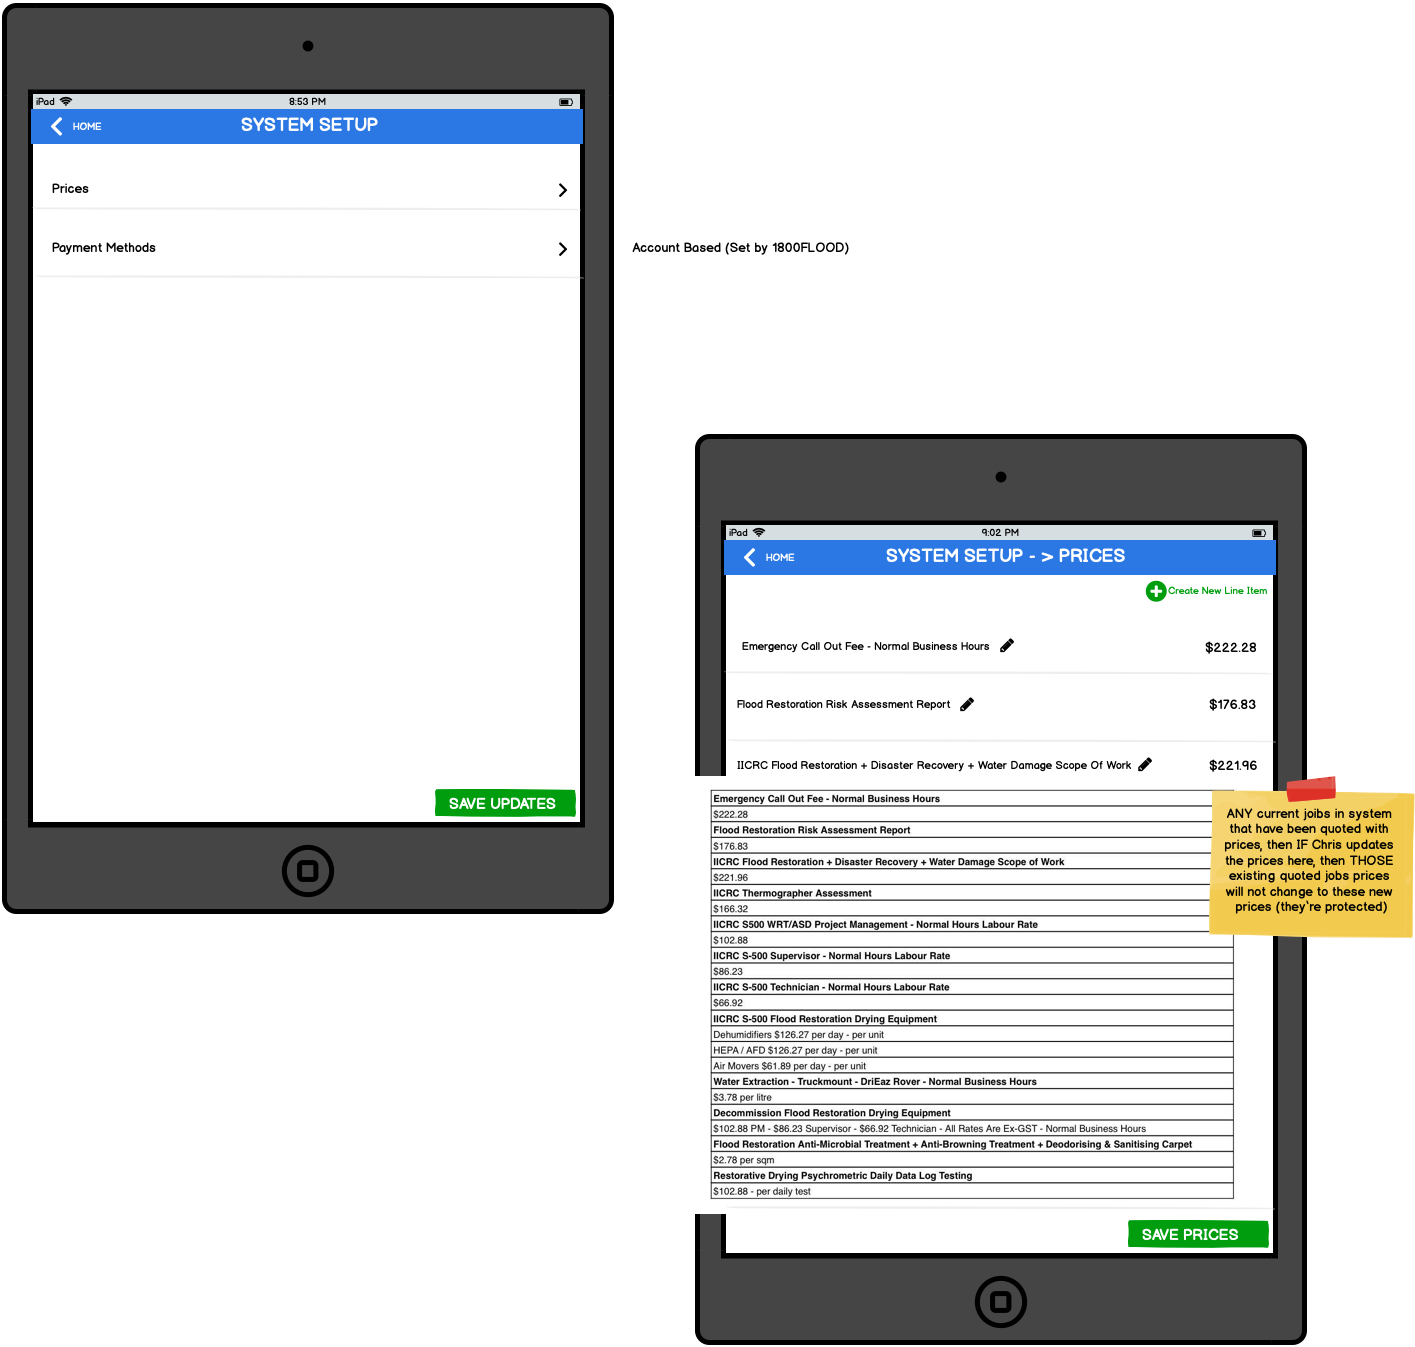 iPad
8:53 PM
HOME
SYSTEM SETUP
Prices
Payment Methods
Account Based (Set by 1800FLOOD)
SAVE UPDATES
iPad
9:02 PM
HOME
SYSTEM SETUP - > PRICES
Create New Line Item
Emergency Call Out Fee - Normal Business Hours
$222.28
Flood Restoration Risk Assessment Report
$176.83
IICRC Flood Restoration + Disaster Recovery + Water Damage Scope Of Work
$221.96
Emergency Call Out Fee - Normal Business Hours
$222.28
Flood Restoration Risk Assessment Report
$176.83
IICRC Flood Restoration + Disaster Recovery + Water Damage Scope of Work
$221.96
IICRC Thermographer Assessment
$166.32
IICRC S500 WRT/ASD Project Management - Normal Hours Labour Rate
$102.88
IICRC S-500 Supervisor - Normal Hours Labour Rate
$86.23
IICRC S-500 Technician - Normal Hours Labour Rate
$66.92
IICRC S-500 Flood Restoration Drying Equipment
Dehumidifiers $126.27 per day - per unit
HEPA / AFD $126.27 per day - per unit
Air Movers $61.89 per day - per unit
Water Extraction - Truckmount - DriEaz Rover - Normal Business Hours
$3.78 per litre
Decommission Flood Restoration Drying Equipment
$102.88 PM - $86.23 Supervisor - $66.92 Technician - All Rates Are Ex-GST - Normal Business Hours
Flood Restoration Anti-Microbial Treatment + Anti-Browning Treatment + Deodorising & Sanitising Carpet
$2.78 per sqm
Restorative Drying Psychrometric Daily Data Log Testing
$102.88 - per daily test
ANY current joibs in system
that have been quoted with
prices, then IF Chris updates
the prices here, then THOSE
existing quoted jobs prices
will not change to these new
prices (they`re protected)
SAVE PRICES